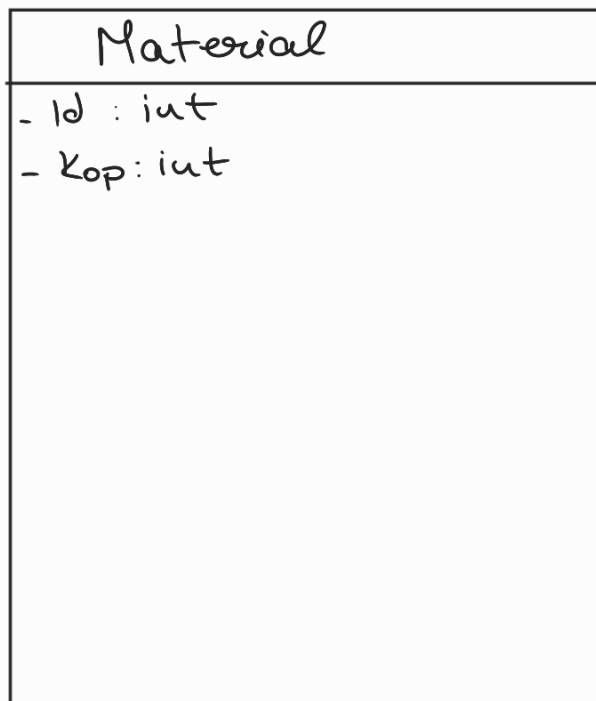 Material
- Id : int
- Kop : int